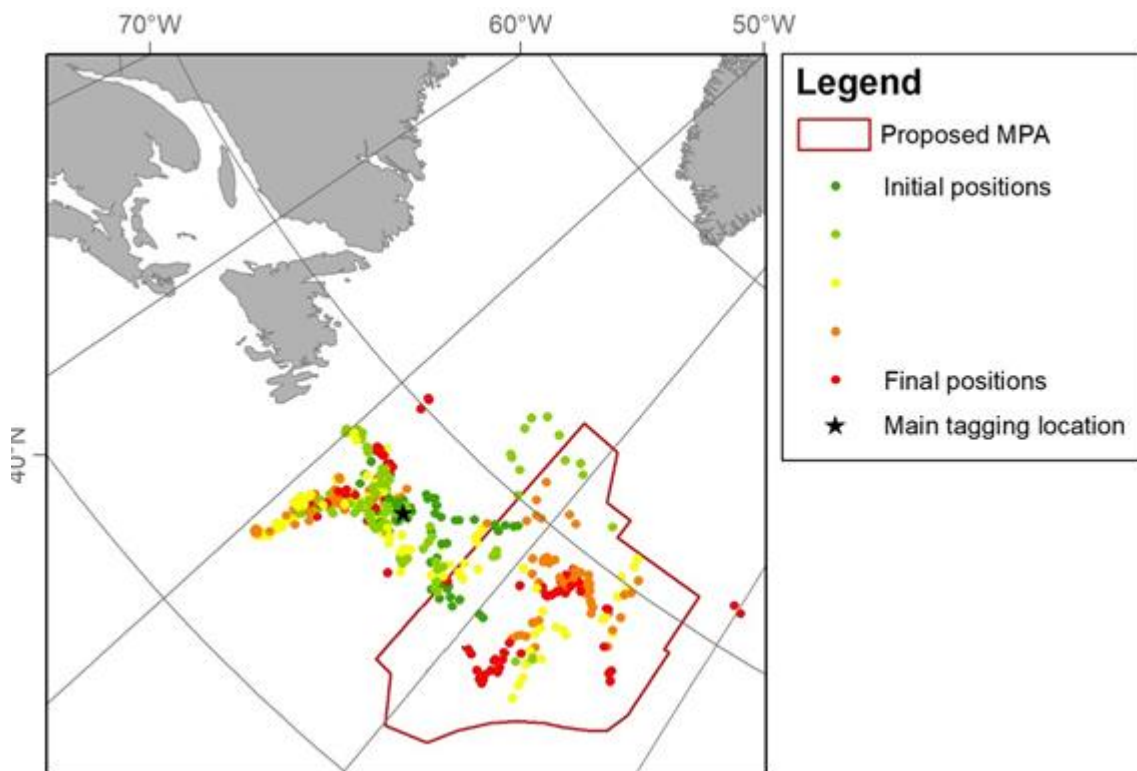 70°W
60°W
50°W
40°N
Legend
Proposed MPA
Initial positions
Final positions
Main tagging location